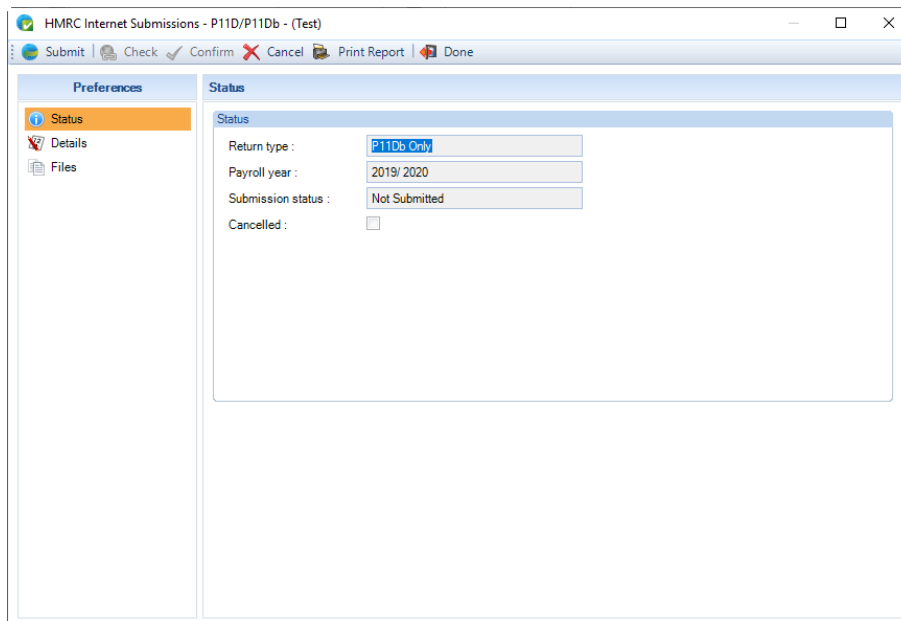 HMRC Internet Submissions - P11D/P11Db - (Test)
Submit Check Confirm Cancel Print Report Done
Preferences
Status
Details
Files
Status
Status
Return type : P11Db Only
Payroll year : 2019/ 2020
Submission status : Not Submitted
Cancelled :